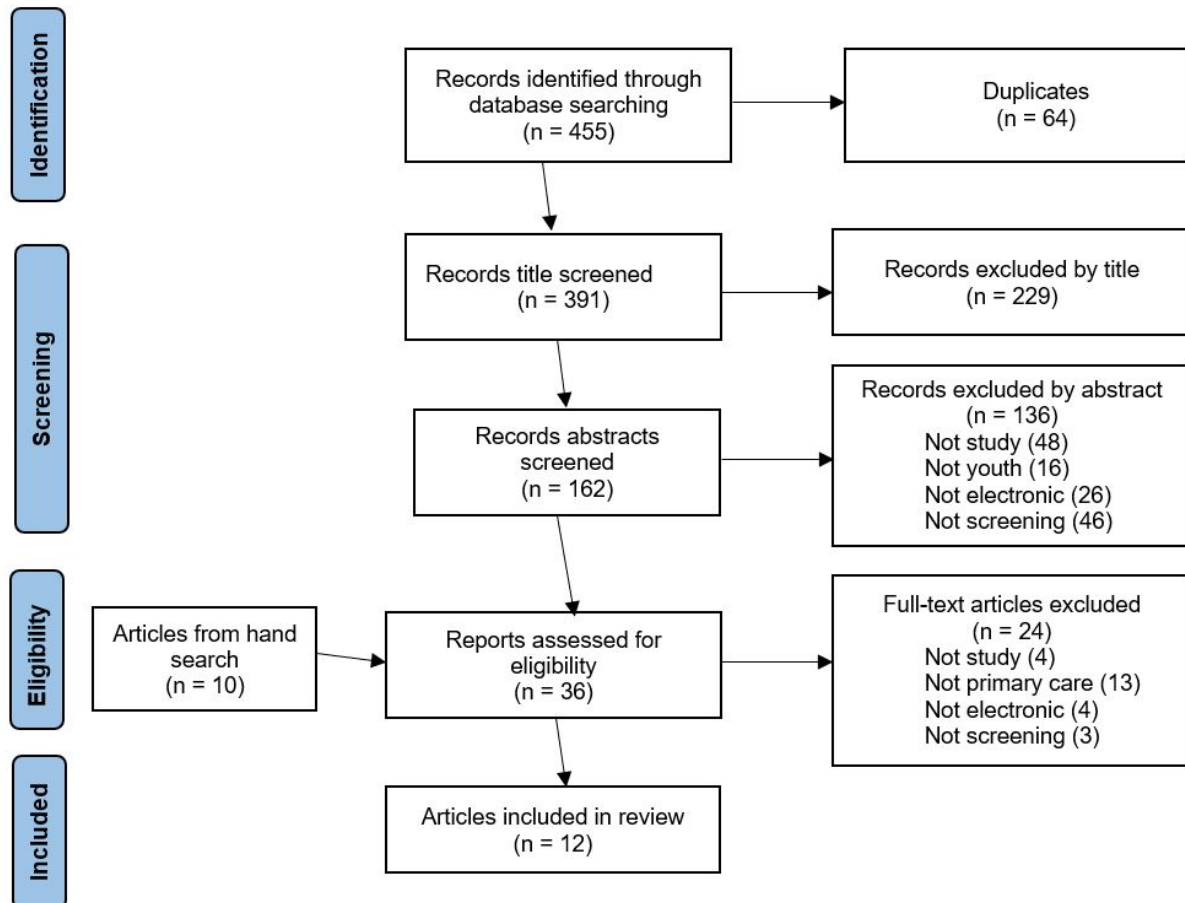 Identification
Records identified through
database searching
(n = 455)
Duplicates
(n = 64)
Screening
Records title screened
(n = 391)
Records excluded by title
(n = 229)
Records abstracts
screened
(n = 162)
Records excluded by abstract
(n = 136)
Not study (48)
Not youth (16)
Not electronic (26)
Not screening (46)
Eligibility
Articles from hand
search
(n = 10)
Reports assessed for
eligibility
(n = 36)
Full-text articles excluded
(n = 24)
Not study (4)
Not primary care (13)
Not electronic (4)
Not screening (3)
Included
Articles included in review
(n = 12)